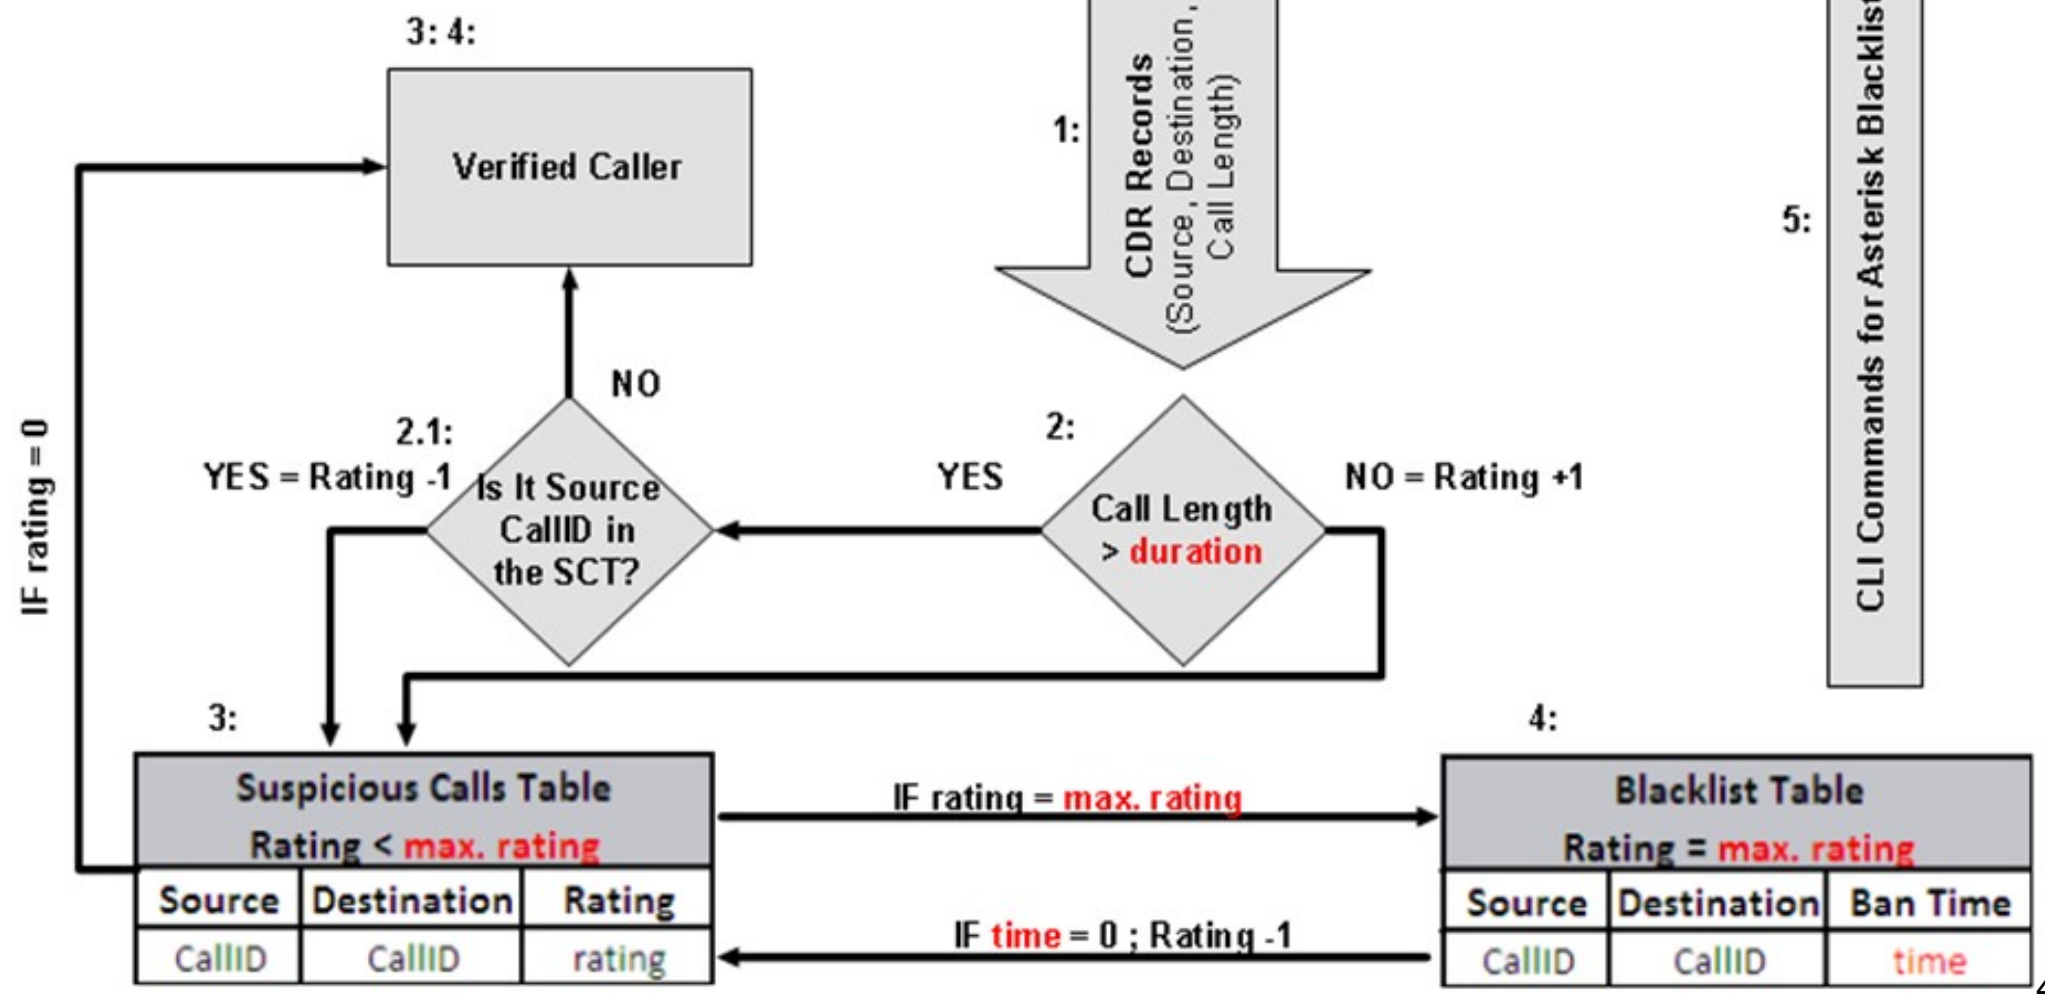 3: 4:
Verified Caller
1:
CDR Records
(Source, Destination,
Call Length)
5:
CLI Commands for Asterisk Blacklist
NO
2.1:
YES = Rating -1
Is It Source
CallID in
the SCT?
YES
2:
Call Length
> duration
NO = Rating +1
IF rating = 0
3:
Suspicious Calls Table
Rating < max. rating
Source Destination Rating
CallID CallID rating
IF rating = max. rating
IF time = 0 ; Rating -1
4:
Blacklist Table
Rating = max. rating
Source Destination Ban Time
CallID CallID time